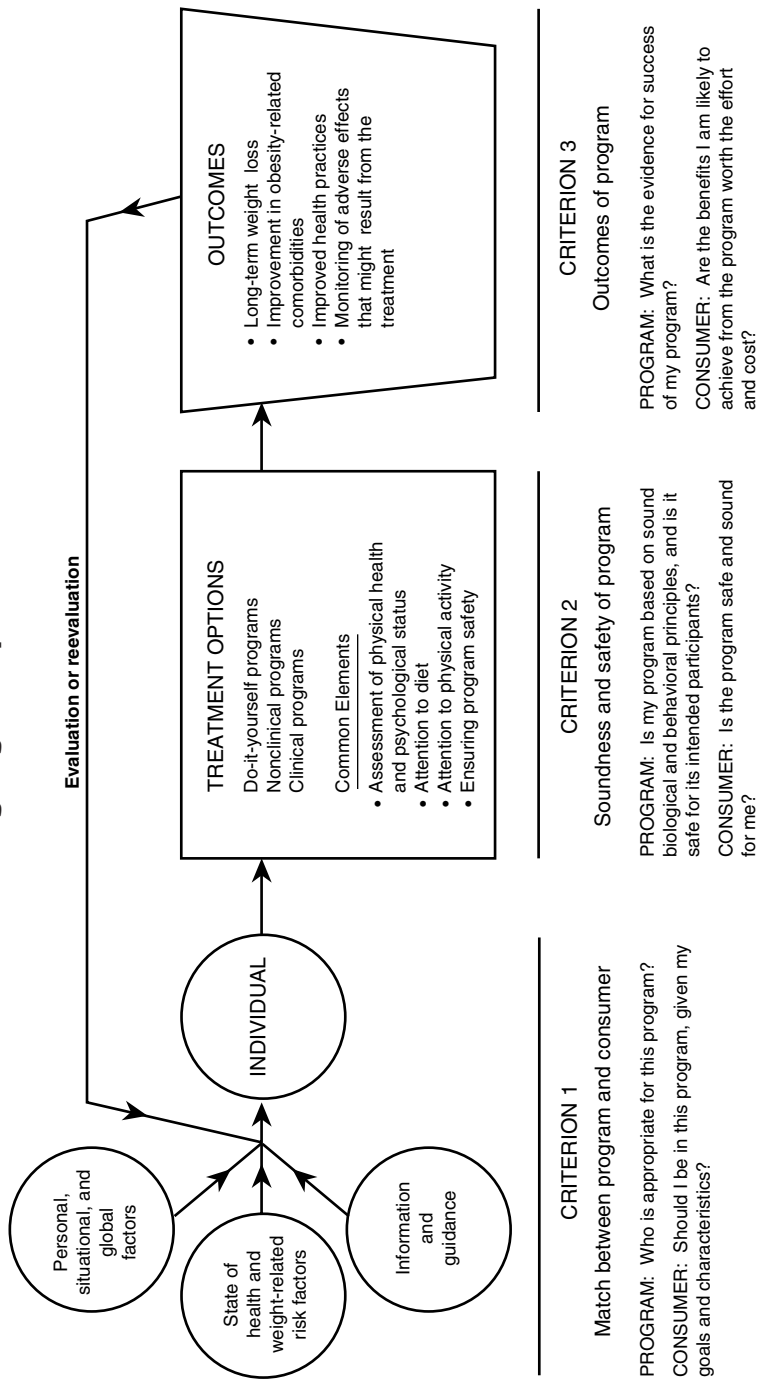 Evaluation or reevaluation
Personal,
situational, and
global
factors
State of
health and
weight-related
risk factors
Information
and
guidance
INDIVIDUAL
TREATMENT OPTIONS
Do-it-yourself programs
Nonclinical programs
Clinical programs
Common Elements
• Assessment of physical health
and psychological status
• Attention to diet
• Attention to physical activity
• Ensuring program safety
OUTCOMES
• Long-term weight loss
• Improvement in obesity-related
comorbidities
• Improved health practices
• Monitoring of adverse effects
that might result from the
treatment
CRITERION 1
Match between program and consumer
PROGRAM: Who is appropriate for this program?
CONSUMER: Should I be in this program, given my
goals and characteristics?
CRITERION 2
Soundness and safety of program
PROGRAM: Is my program based on sound
biological and behavioral principles, and is it
safe for its intended participants?
CONSUMER: Is the program safe and sound
for me?
CRITERION 3
Outcomes of program
PROGRAM: What is the evidence for success
of my program?
CONSUMER: Are the benefits I am likely to
achieve from the program worth the effort
and cost?